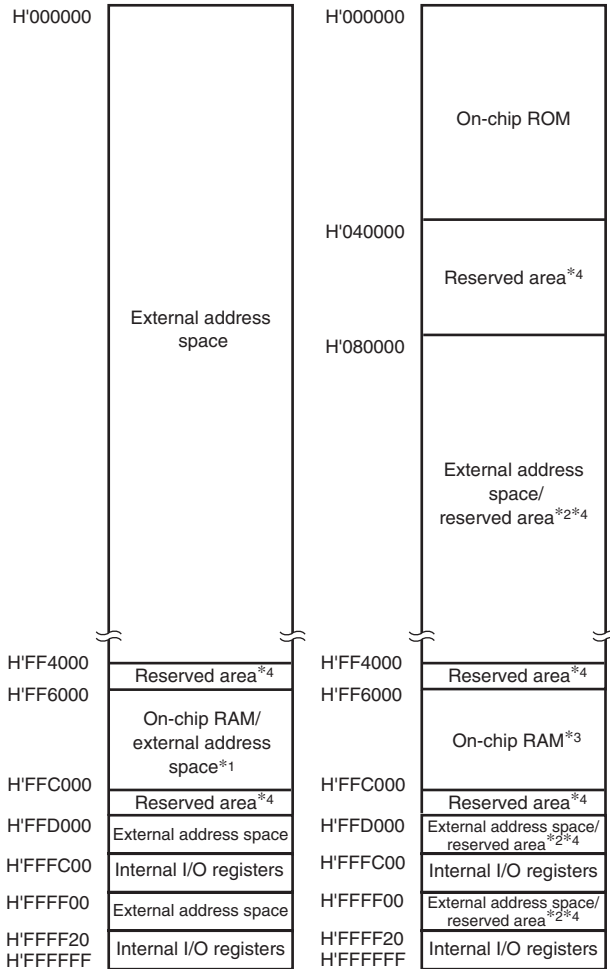 H'000000
External address
space
H'FF4000
Reserved area*4
H'FF6000
On-chip RAM/
external address
space*1
H'FFC000
Reserved area*4
H'FFD000
External address space
H'FFFC00
Internal I/O registers
H'FFFF00
External address space
H'FFFF20
Internal I/O registers
H'FFFFFF
H'000000
On-chip ROM
H'040000
Reserved area*4
H'080000
External address
space/
reserved area*2*4
H'FF4000
Reserved area*4
H'FF6000
On-chip RAM*3
H'FFC000
Reserved area*4
H'FFD000
External address space/
reserved area*2*4
H'FFFC00
Internal I/O registers
H'FFFF00
External address space/
reserved area*2*4
H'FFFF20
Internal I/O registers
H'FFFFFF